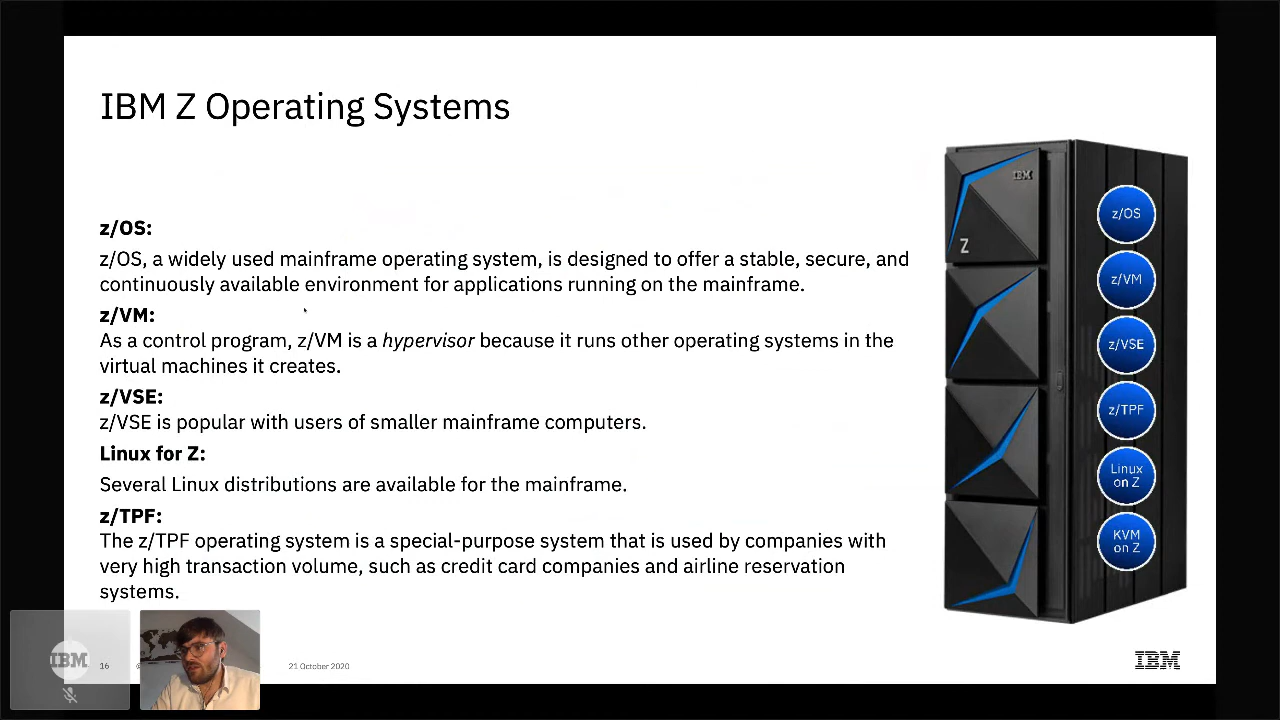 IBM Z Operating Systems
z/OS:
z/OS, a widely used mainframe operating system, is designed to offer a stable, secure, and
continuously available environment for applications running on the mainframe.
z/VM:
As a control program, z/VM is a hypervisor because it runs other operating systems in the
virtual machines it creates.
z/VSE:
z/VSE is popular with users of smaller mainframe computers.
Linux for Z:
Several Linux distributions are available for the mainframe.
z/TPF:
The z/TPF operating system is a special-purpose system that is used by companies with
very high transaction volume, such as credit card companies and airline reservation
systems.
IBM
Z
z/OS
z/VM
z/VSE
z/TPF
Linux
on Z
KVM
on Z
IBM
16
21 October 2020
IBM